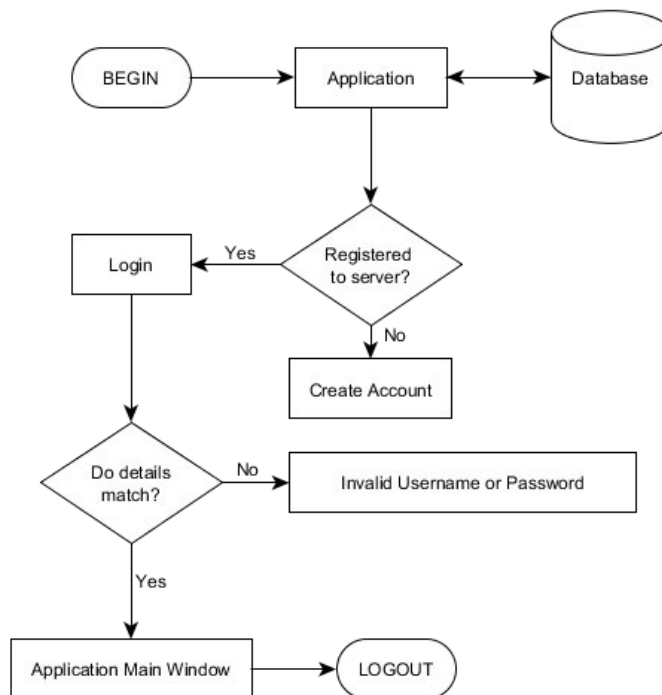 BEGIN
Application
Database
Registered
to server?
Yes
Login
No
Create Account
Do details
match?
No
Invalid Username or Password
Yes
Application Main Window
LOGOUT